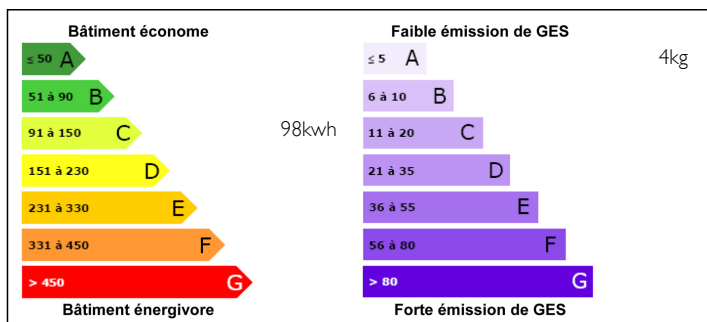 Bâtiment économe
≤ 50 A
51 à 90 B
91 à 150 C
98kwh
151 à 230 D
231 à 330 E
331 à 450 F
> 450 G
Bâtiment énergivore
Faible émission de GES
≤ 5 A
4kg
6 à 10 B
11 à 20 C
21 à 35 D
36 à 55 E
56 à 80 F
> 80 G
Forte émission de GES